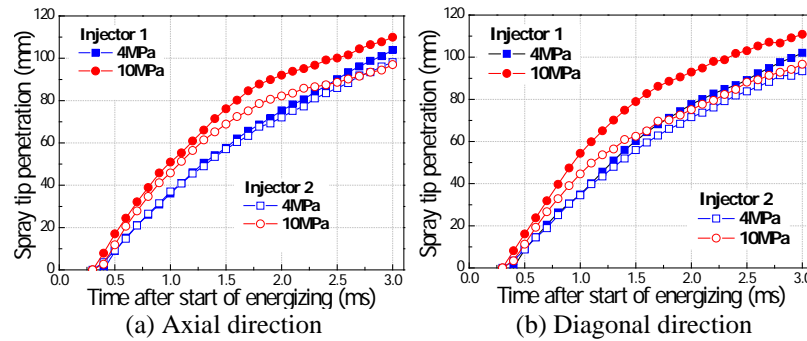 Injector 1
4MPa
10MPa
Injector 2
4MPa
10MPa
Spray tip penetration (mm)
120
100
80
60
40
20
0
0.0 0.5 1.0 1.5 2.0 2.5 3.0
Time after start of energizing (ms)
(a) Axial direction
Injector 1
4MPa
10MPa
Injector 2
4MPa
10MPa
Spray tip penetration (mm)
120
100
80
60
40
20
0
0.0 0.5 1.0 1.5 2.0 2.5 3.0
Time after start of energizing (ms)
(b) Diagonal direction